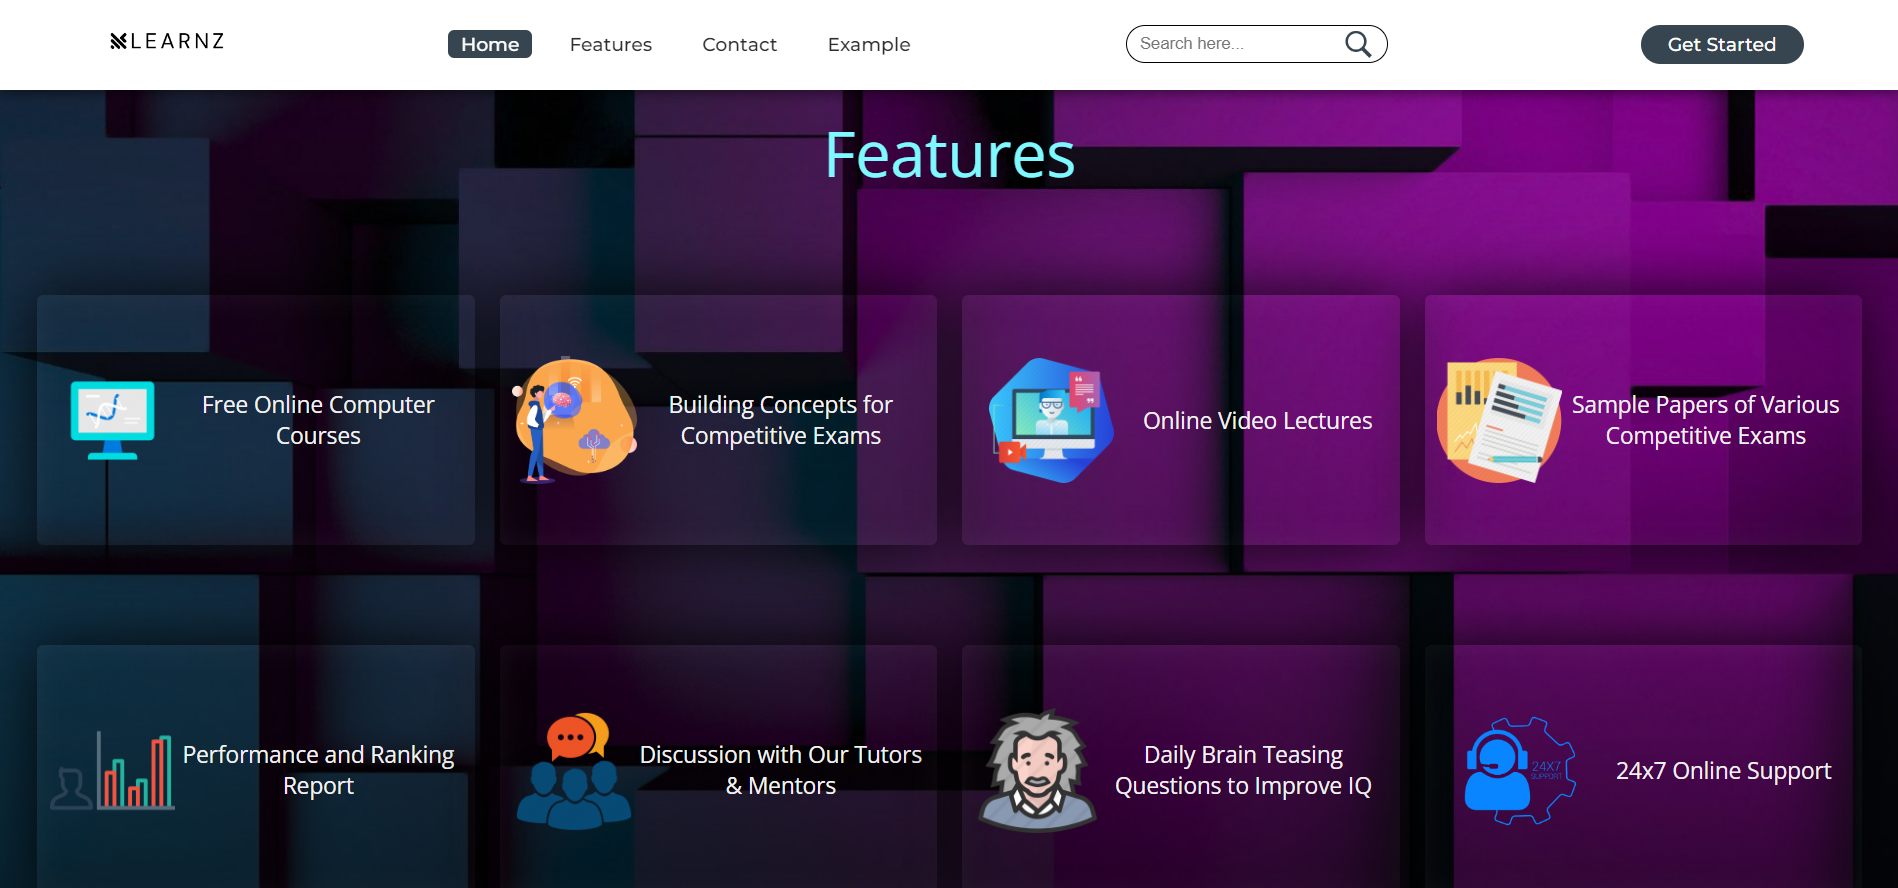 LEARNZ
Home
Features
Contact
Example
Search here...
Get Started
Features
Free Online Computer
Courses
Building Concepts for
Competitive Exams
Online Video Lectures
Sample Papers of Various
Competitive Exams
Performance and Ranking
Report
Discussion with Our Tutors
& Mentors
Daily Brain Teasing
Questions to Improve IQ
24X7
SUPPORT
24x7 Online Support